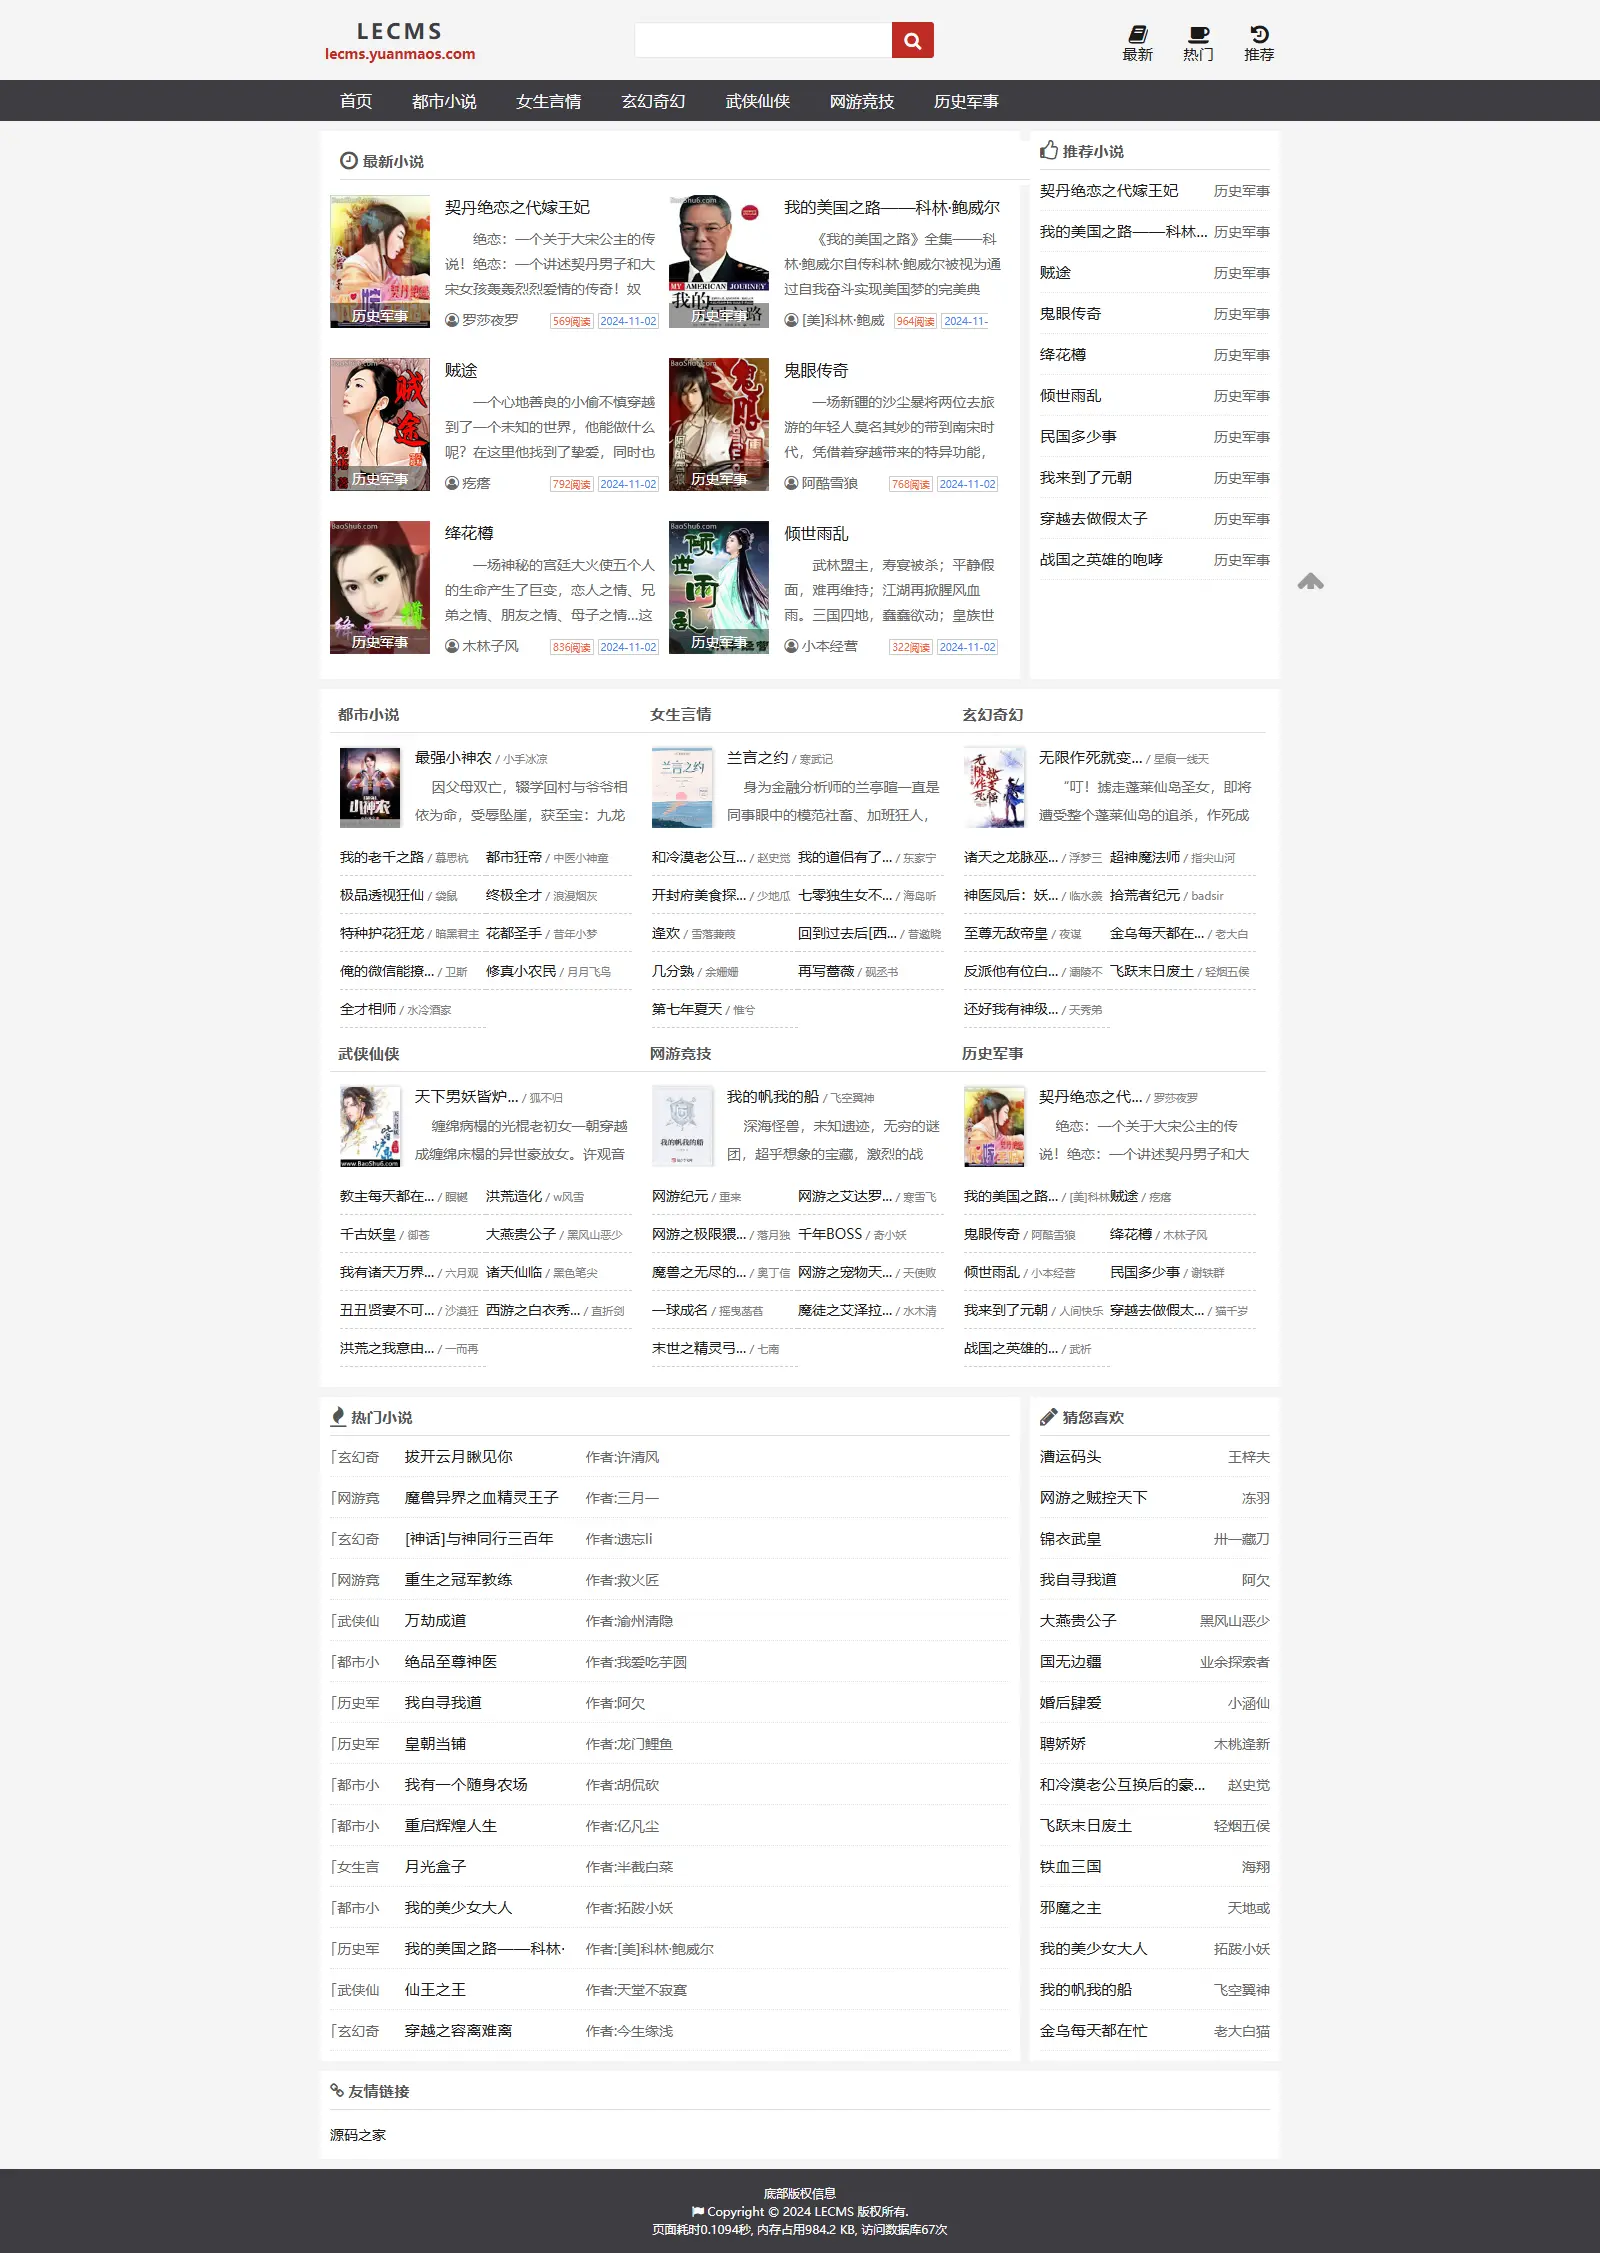 LECMS
lecms.yuanmaos.com
最新 热门 推荐
首页 都市小说 女生言情 玄幻奇幻 武侠仙侠 网游竞技 历史军事
最新小说
契丹绝恋之代嫁王妃
绝恋：一个关于大宋公主的传
说！绝恋：一个讲述契丹男子和大
宋女孩轰轰烈烈爱情的传奇！奴
罗莎夜罗 569阅读 2024-11-02
历史军事
我的美国之路——科林·鲍威尔
《我的美国之路》全集——科
林·鲍威尔自传科林·鲍威尔被视为通
过自我奋斗实现美国梦的完美典
[美]科林·鲍威 964阅读 2024-11-
MY AMERICAN JOURNEY
历史军事
贼途
一个心地善良的小偷不慎穿越
到了一个未知的世界，他能做什么
呢？在这里他找到了挚爱，同时也
疙瘩 792阅读 2024-11-02
历史军事
鬼眼传奇
一场新疆的沙尘暴将两位去旅
游的年轻人莫名其妙的带到南宋时
代，凭借着穿越带来的特异功能，
阿酷雪狼 768阅读 2024-11-02
历史军事
绛花樽
一场神秘的宫廷大火使五个人
的生命产生了巨变，恋人之情、兄
弟之情、朋友之情、母子之情...这
木林子风 836阅读 2024-11-02
历史军事
倾世雨乱
武林盟主，寿宴被杀；平静假
面，难再维持；江湖再掀腥风血
雨。三国四地，蠢蠢欲动；皇族世
小本经营 322阅读 2024-11-02
历史军事
推荐小说
契丹绝恋之代嫁王妃 历史军事
我的美国之路——科林... 历史军事
贼途 历史军事
鬼眼传奇 历史军事
绛花樽 历史军事
倾世雨乱 历史军事
民国多少事 历史军事
我来到了元朝 历史军事
穿越去做假太子 历史军事
战国之英雄的咆哮 历史军事
都市小说
最强小神农 / 小手冰凉
因父母双亡，辍学回村与爷爷相
依为命，受辱坠崖，获至宝：九龙
我的老千之路 / 暮思杭 都市狂帝 / 中医小神童
极品透视狂仙 / 袋鼠 终极全才 / 浪漫烟灰
特种护花狂龙 / 暗黑君主 花都圣手 / 昔年小梦
俺的微信能撩... / 卫斯 修真小农民 / 月月飞鸟
全才相师 / 水冷酒家
女生言情
兰言之约 / 寒武记
身为金融分析师的兰亭暄一直是
同事眼中的模范社畜、加班狂人，
和冷漠老公互... / 赵史觉 我的道侣有了... / 东家宁
开封府美食探... / 少地瓜 七零独生女不... / 海岛听
逢欢 / 雪落蒹葭 回到过去后[西... / 昔邀晓
几分熟 / 余姗姗 再写蔷薇 / 砚丞书
第七年夏天 / 惟兮
玄幻奇幻
无限作死就变... / 星痕一线天
“叮！掳走蓬莱仙岛圣女，即将
遭受整个蓬莱仙岛的追杀，作死成
诸天之龙脉巫... / 浮梦三 超神魔法师 / 指尖山河
神医凤后：妖... / 临水羡 拾荒者纪元 / badsir
至尊无敌帝皇 / 夜谋 金乌每天都在... / 老大白
反派他有位白... / 灞陵不 飞跃末日废土 / 轻烟五侯
还好我有神级... / 天秀弟
武侠仙侠
天下男妖皆炉... / 狐不归
缠绵病榻的光棍老初女一朝穿越
成缠绵床榻的异世豪放女。许观音
教主每天都在... / 瞑樾 洪荒造化 / w风雪
千古妖皇 / 御苍 大燕贵公子 / 黑风山恶少
我有诸天万界... / 六月观 诸天仙临 / 黑色笔尖
丑丑贤妻不可... / 沙漠狂 西游之白衣秀... / 直折剑
洪荒之我意由... / 一而再
网游竞技
我的帆我的船 / 飞空翼神
深海怪兽，未知遗迹，无穷的谜
团，超乎想象的宝藏，激烈的战
网游纪元 / 重来 网游之艾达罗... / 寒雪飞
网游之极限猥... / 落月独 千年BOSS / 奇小妖
魔兽之无尽的... / 奥丁信 网游之宠物天... / 天使败
一球成名 / 摇曳菡萏 魔徒之艾泽拉... / 水木清
末世之精灵弓... / 七南
历史军事
契丹绝恋之代... / 罗莎夜罗
绝恋：一个关于大宋公主的传
说！绝恋：一个讲述契丹男子和大
我的美国之路... / [美]科林 贼途 / 疙瘩
鬼眼传奇 / 阿酷雪狼 绛花樽 / 木林子风
倾世雨乱 / 小本经营 民国多少事 / 谢轶群
我来到了元朝 / 人间快乐 穿越去做假太... / 猫千岁
战国之英雄的... / 武祈
热门小说
「玄幻奇 拔开云月瞅见你 作者:许清风
「网游竞 魔兽异界之血精灵王子 作者:三月一
「玄幻奇 [神话]与神同行三百年 作者:遗忘li
「网游竞 重生之冠军教练 作者:救火匠
「武侠仙 万劫成道 作者:渝州清隐
「都市小 绝品至尊神医 作者:我爱吃芋圆
「历史军 我自寻我道 作者:阿欠
「历史军 皇朝当铺 作者:龙门鲤鱼
「都市小 我有一个随身农场 作者:胡侃砍
「都市小 重启辉煌人生 作者:亿凡尘
「女生言 月光盒子 作者:半截白菜
「都市小 我的美少女大人 作者:拓跋小妖
「历史军 我的美国之路——科林· 作者:[美]科林·鲍威尔
「武侠仙 仙王之王 作者:天堂不寂寞
「玄幻奇 穿越之容离难离 作者:今生缘浅
猜您喜欢
漕运码头 王梓夫
网游之贼控天下 冻羽
锦衣武皇 卅一藏刀
我自寻我道 阿欠
大燕贵公子 黑风山恶少
国无边疆 业余探索者
婚后肆爱 小涵仙
聘娇娇 木桃逢新
和冷漠老公互换后的豪... 赵史觉
飞跃末日废土 轻烟五侯
铁血三国 海翔
邪魔之主 天地或
我的美少女大人 拓跋小妖
我的帆我的船 飞空翼神
金乌每天都在忙 老大白猫
友情链接
源码之家
底部版权信息
Copyright © 2024 LECMS 版权所有.
页面耗时0.1094秒, 内存占用984.2 KB, 访问数据库67次